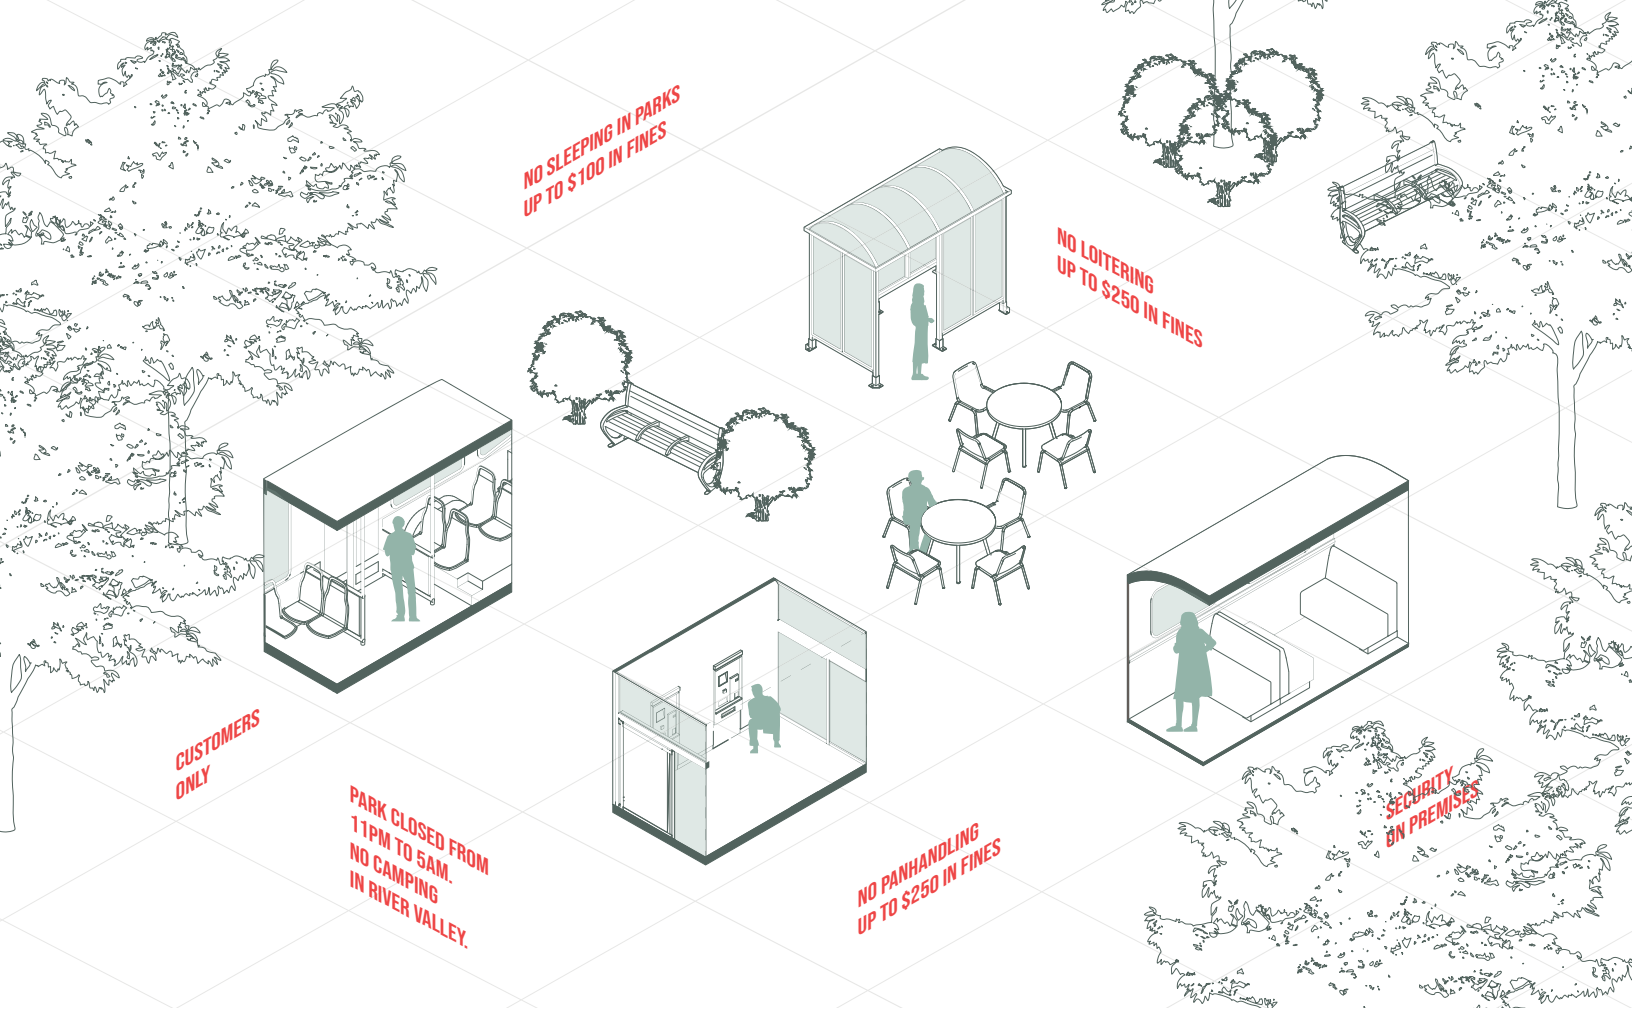 NO SLEEPING IN PARKS
UP TO $100 IN FINES
NO LOITERING
UP TO $250 IN FINES
CUSTOMERS
ONLY
PARK CLOSED FROM
11PM TO 5AM.
NO CAMPING
IN RIVER VALLEY.
NO PANHANDLING
UP TO $250 IN FINES
SECURITY
ON PREMISES